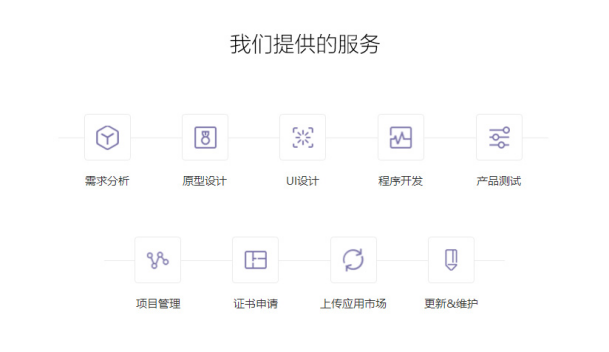 我们提供的服务
需求分析
原型设计
UI设计
程序开发
产品测试
项目管理
证书申请
上传应用市场
更新&维护